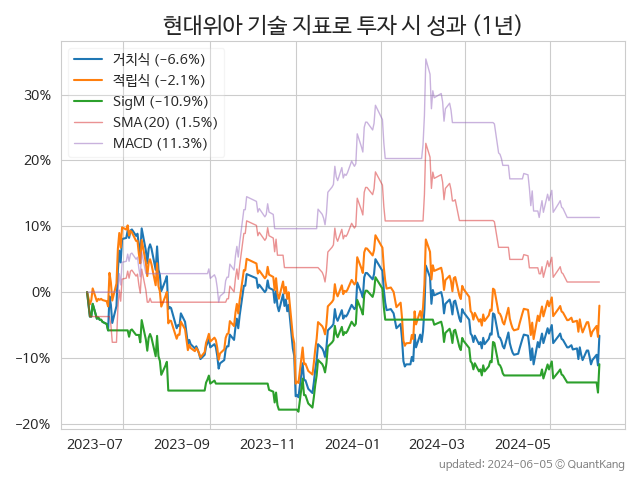 현대위아 기술 지표로 투자 시 성과 (1년)
거치식 (−6.6%)
적립식 (−2.1%)
SigM (−10.9%)
SMA(20) (1.5%)
MACD (11.3%)
30%
20%
10%
0%
−10%
−20%
2023-07 2023-09 2023-11 2024-01 2024-03 2024-05
updated: 2024-06-05 ⓒ QuantKang